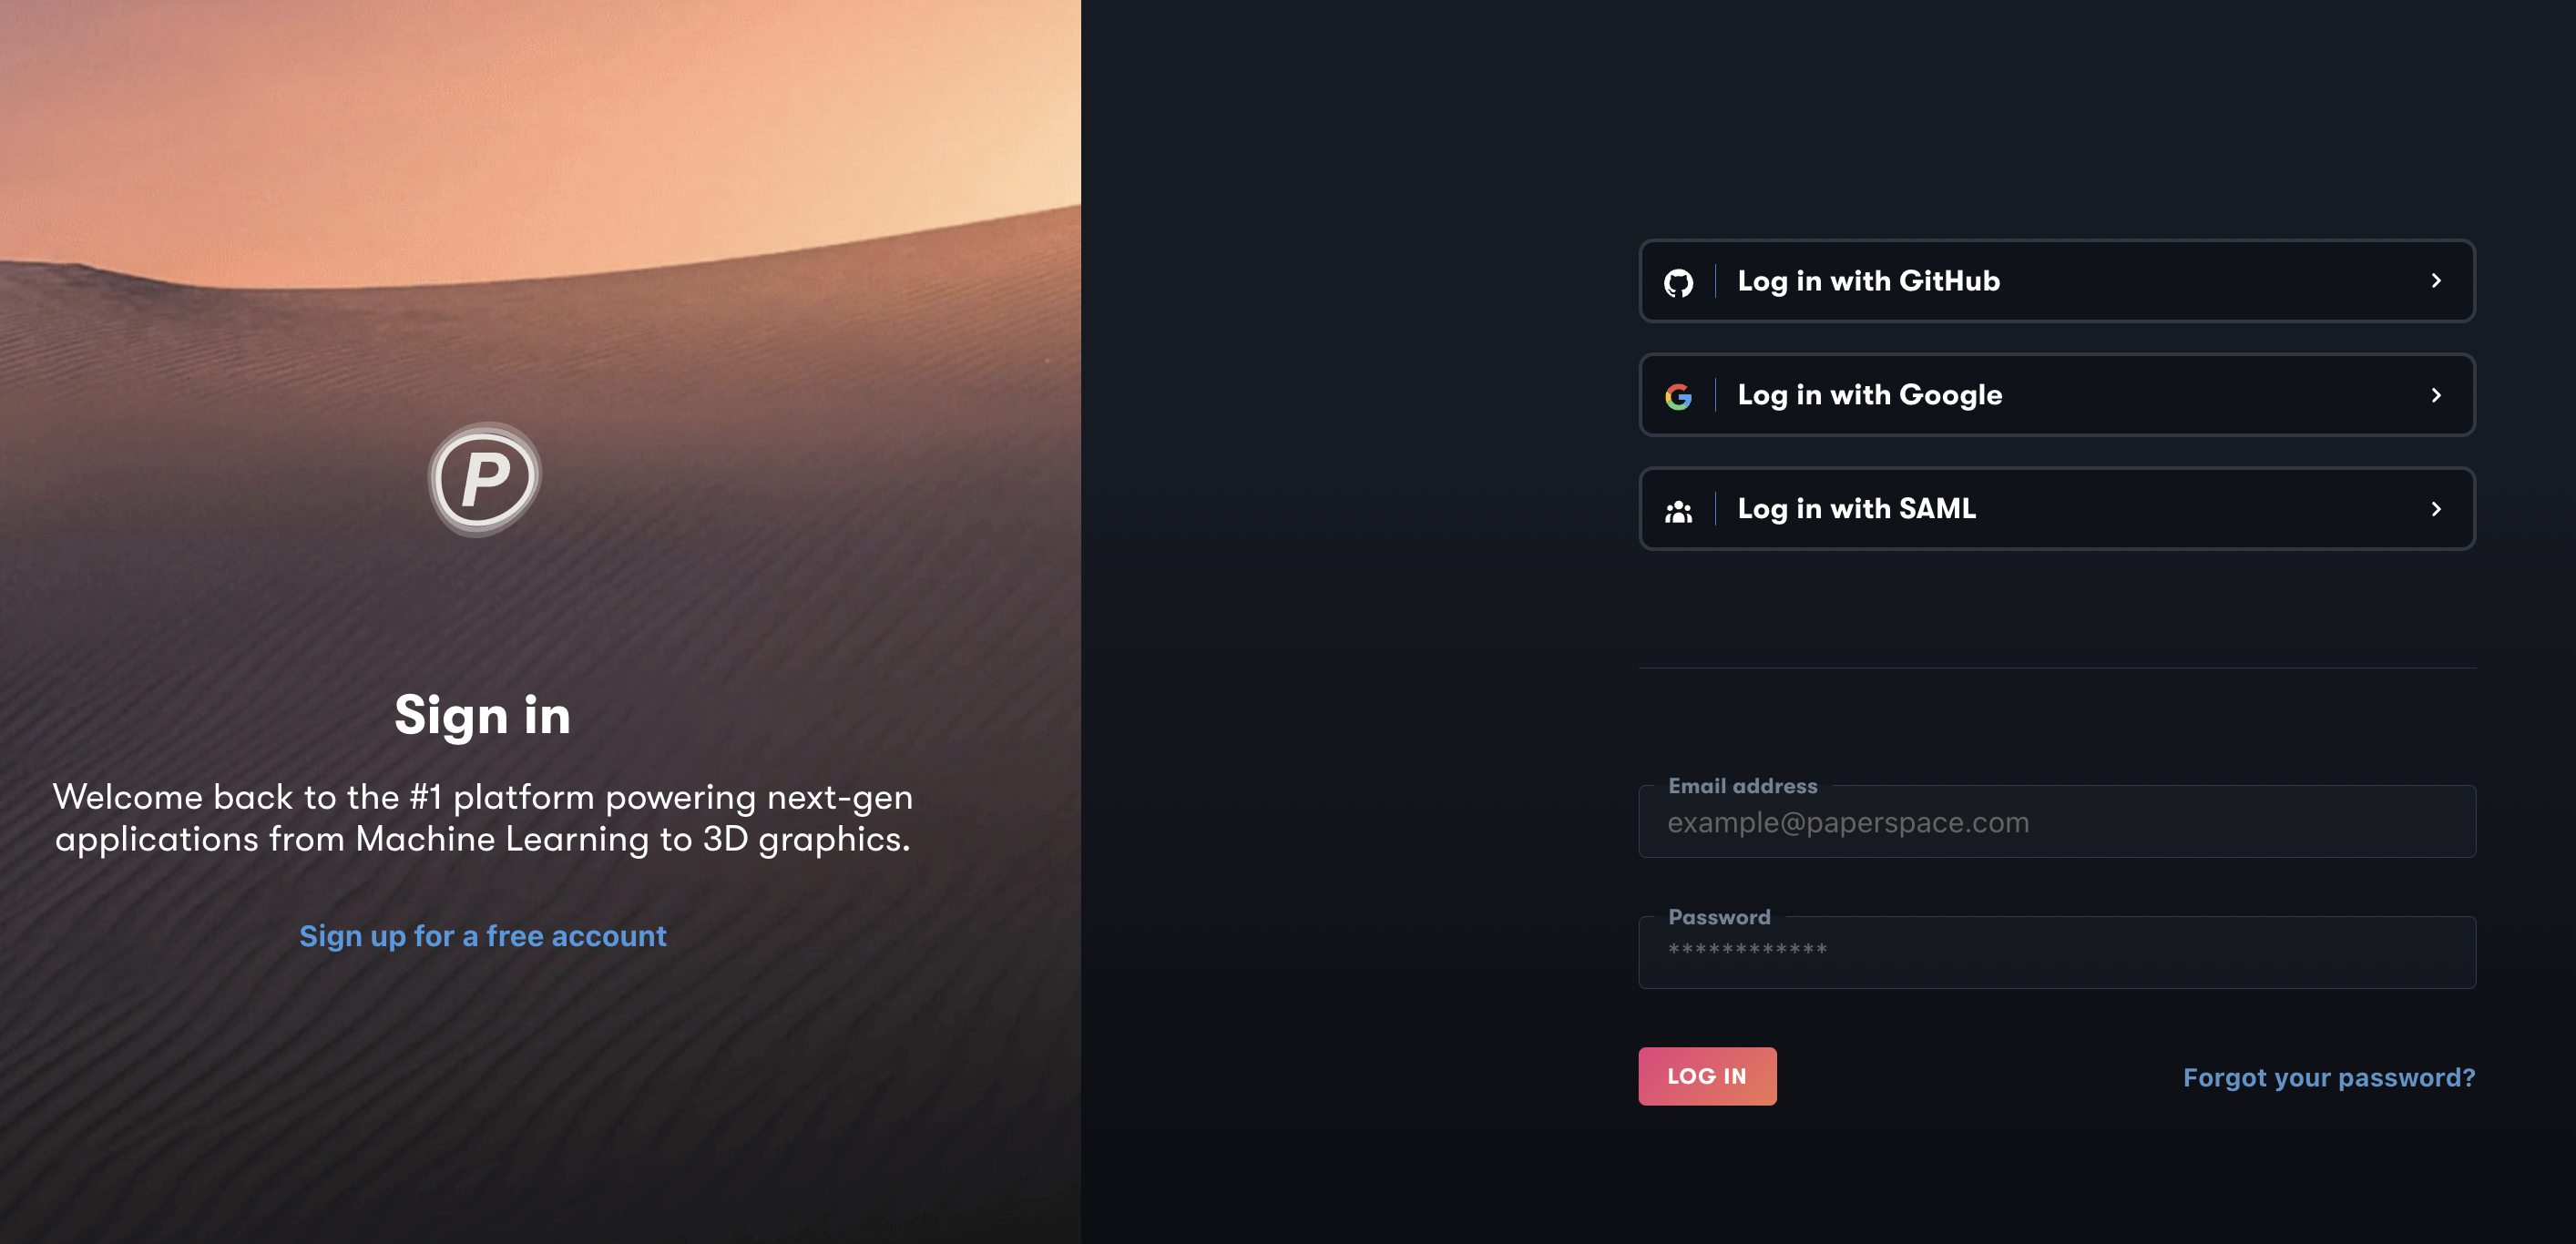 P
Sign in
Welcome back to the #1 platform powering next-gen
applications from Machine Learning to 3D graphics.
Sign up for a free account
Log in with GitHub
Log in with Google
Log in with SAML
Email address
example@paperspace.com
Password
************
LOG IN
Forgot your password?